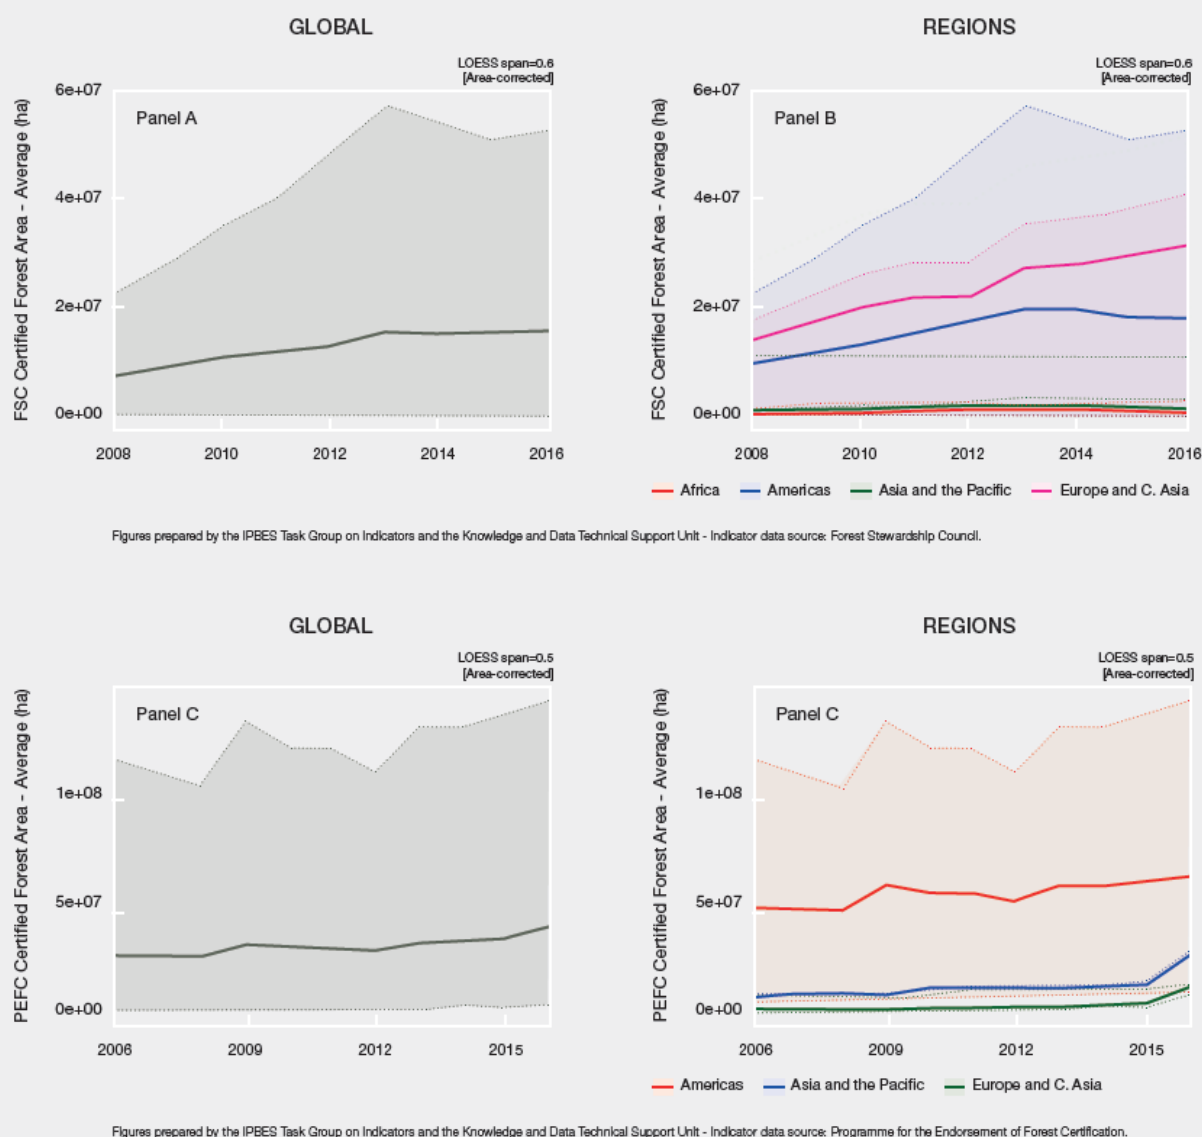 GLOBAL
LOESS span=0.6
[Area-corrected]
6e+07
4e+07
2e+07
0e+00
FSC Certified Forest Area - Average (ha)
Panel A
2008 2010 2012 2014 2016
REGIONS
LOESS span=0.6
[Area-corrected]
6e+07
4e+07
2e+07
0e+00
FSC Certified Forest Area - Average (ha)
Panel B
2008 2010 2012 2014 2016
Africa Americas Asia and the Pacific Europe and C. Asia
Figures prepared by the IPBES Task Group on Indicators and the Knowledge and Data Technical Support Unit - Indicator data source: Forest Stewardship Council.
GLOBAL
LOESS span=0.5
[Area-corrected]
1e+08
5e+07
0e+00
PEFC Certified Forest Area - Average (ha)
Panel C
2006 2009 2012 2015
REGIONS
LOESS span=0.5
[Area-corrected]
1e+08
5e+07
0e+00
PEFC Certified Forest Area - Average (ha)
Panel C
2006 2009 2012 2015
Americas Asia and the Pacific Europe and C. Asia
Figures prepared by the IPBES Task Group on Indicators and the Knowledge and Data Technical Support Unit - Indicator data source: Programme for the Endorsement of Forest Certification.